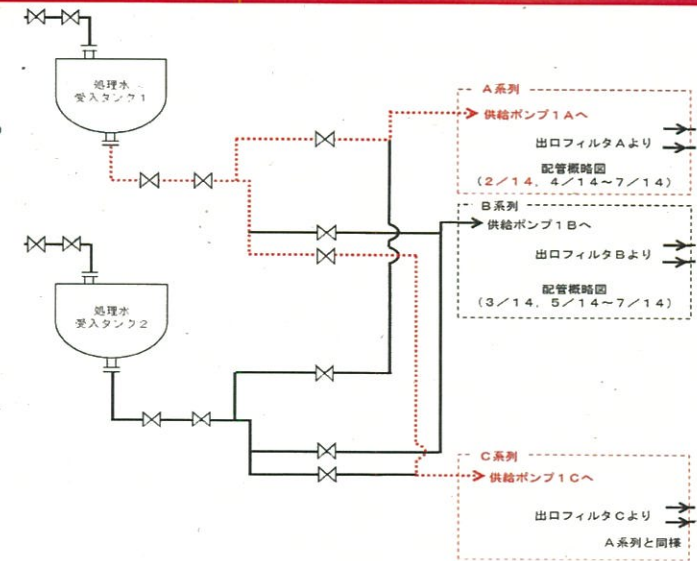 処理水
受入タンク1
処理水
受入タンク2
A系列
供給ポンプ1Aへ
出口フィルタAより
配管概略図
(2/14, 4/14~7/14)
B系列
供給ポンプ1Bへ
出口フィルタBより
配管概略図
(3/14, 5/14~7/14)
C系列
供給ポンプ1Cへ
出口フィルタCより
A系列と同様